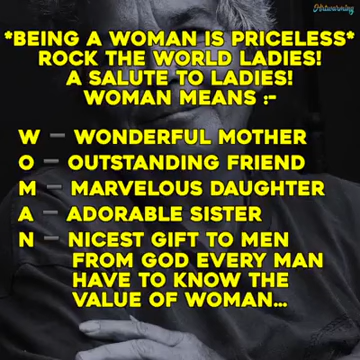 Artworming
*BEING A WOMAN IS PRICELESS*
ROCK THE WORLD LADIES!
A SALUTE TO LADIES!
WOMAN MEANS :-
W — WONDERFUL MOTHER
O — OUTSTANDING FRIEND
M — MARVELOUS DAUGHTER
A — ADORABLE SISTER
N — NICEST GIFT TO MEN
FROM GOD EVERY MAN
HAVE TO KNOW THE
VALUE OF WOMAN...